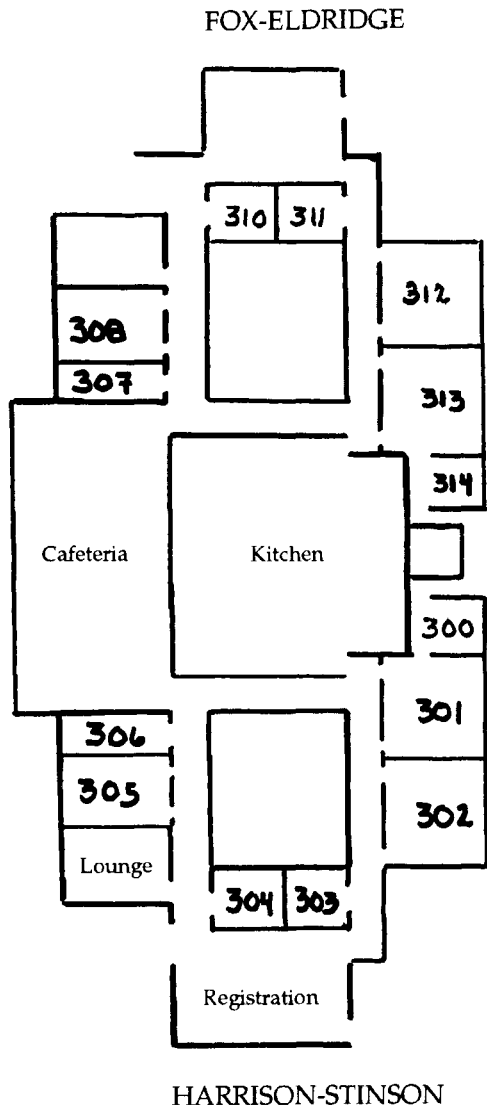 FOX-ELDRIDGE
310 311
312
308
307
313
314
Cafeteria
Kitchen
300
301
306
305
302
Lounge
304 303
Registration
HARRISON-STINSON